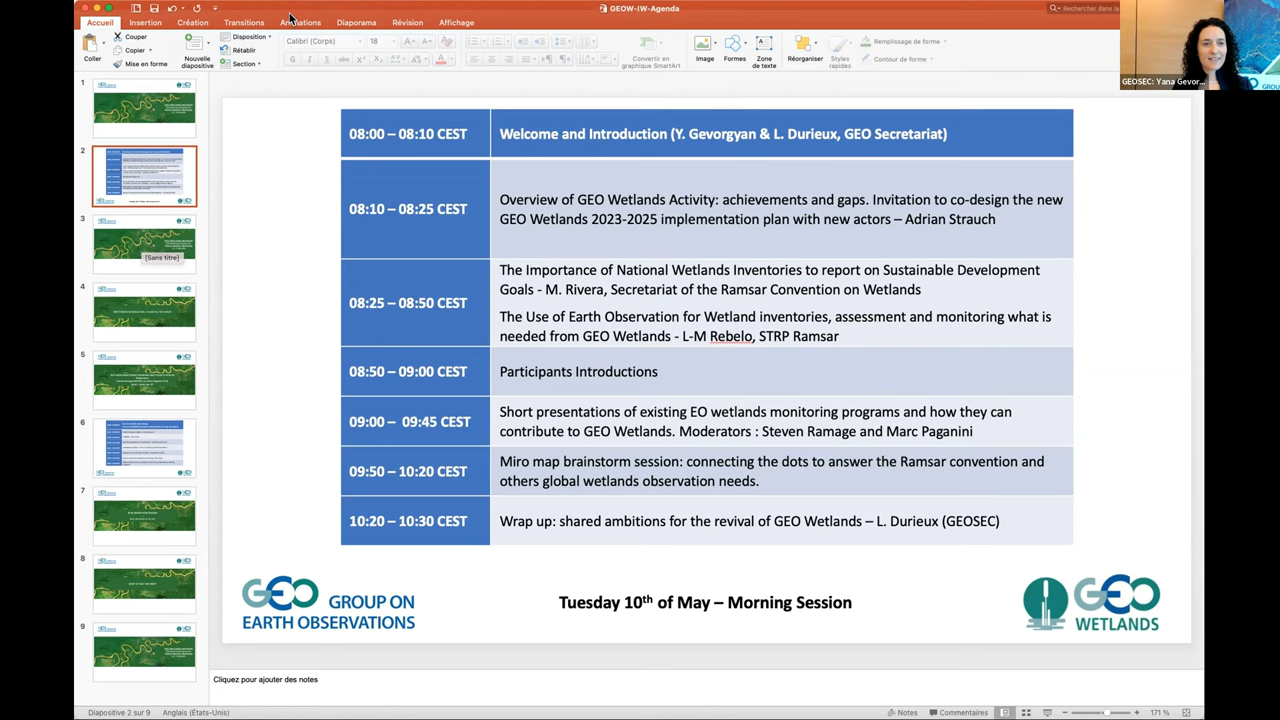 GEOW-IW-Agenda
Rechercher dans la
Accueil
Insertion
Création
Transitions
Animations
Diaporama
Révision
Affichage
Coller
Couper
Copier
Mise en forme
Nouvelle
diapositive
Disposition
Rétablir
Section
Calibri (Corps)
18
Convertir en
graphique SmartArt
Image
Formes
Zone
de texte
Réorganiser
Styles
rapides
Remplissage de forme
Contour de forme
GEOSEC: Yana Gevor...
1
2
3
[Sans titre]
4
5
6
7
8
9
08:00 – 08:10 CEST
Welcome and Introduction (Y. Gevorgyan & L. Durieux, GEO Secretariat)
08:10 – 08:25 CEST
Overview of GEO Wetlands Activity: achievements and gaps. Invitation to co-design the new
GEO Wetlands 2023-2025 implementation plan with new actors – Adrian Strauch
08:25 – 08:50 CEST
The Importance of National Wetlands Inventories to report on Sustainable Development
Goals - M. Rivera, Secretariat of the Ramsar Convention on Wetlands
The Use of Earth Observation for Wetland inventories, assessment and monitoring what is
needed from GEO Wetlands - L-M Rebelo, STRP Ramsar
08:50 – 09:00 CEST
Participants Introductions
09:00 – 09:45 CEST
Short presentations of existing EO wetlands monitoring programs and how they can
contribute to GEO Wetlands. Moderators : Steven Ramage and Marc Paganini
09:50 – 10:20 CEST
Miro map brainstorm session: connecting the dots to answer the Ramsar convention and
others global wetlands observation needs.
10:20 – 10:30 CEST
Wrap up; shared ambitions for the revival of GEO Wetlands – L. Durieux (GEOSEC)
GEO GROUP ON
EARTH OBSERVATIONS
Tuesday 10th of May – Morning Session
GEO
WETLANDS
Cliquez pour ajouter des notes
Diapositive 2 sur 9
Anglais (États-Unis)
Notes
Commentaires
171 %